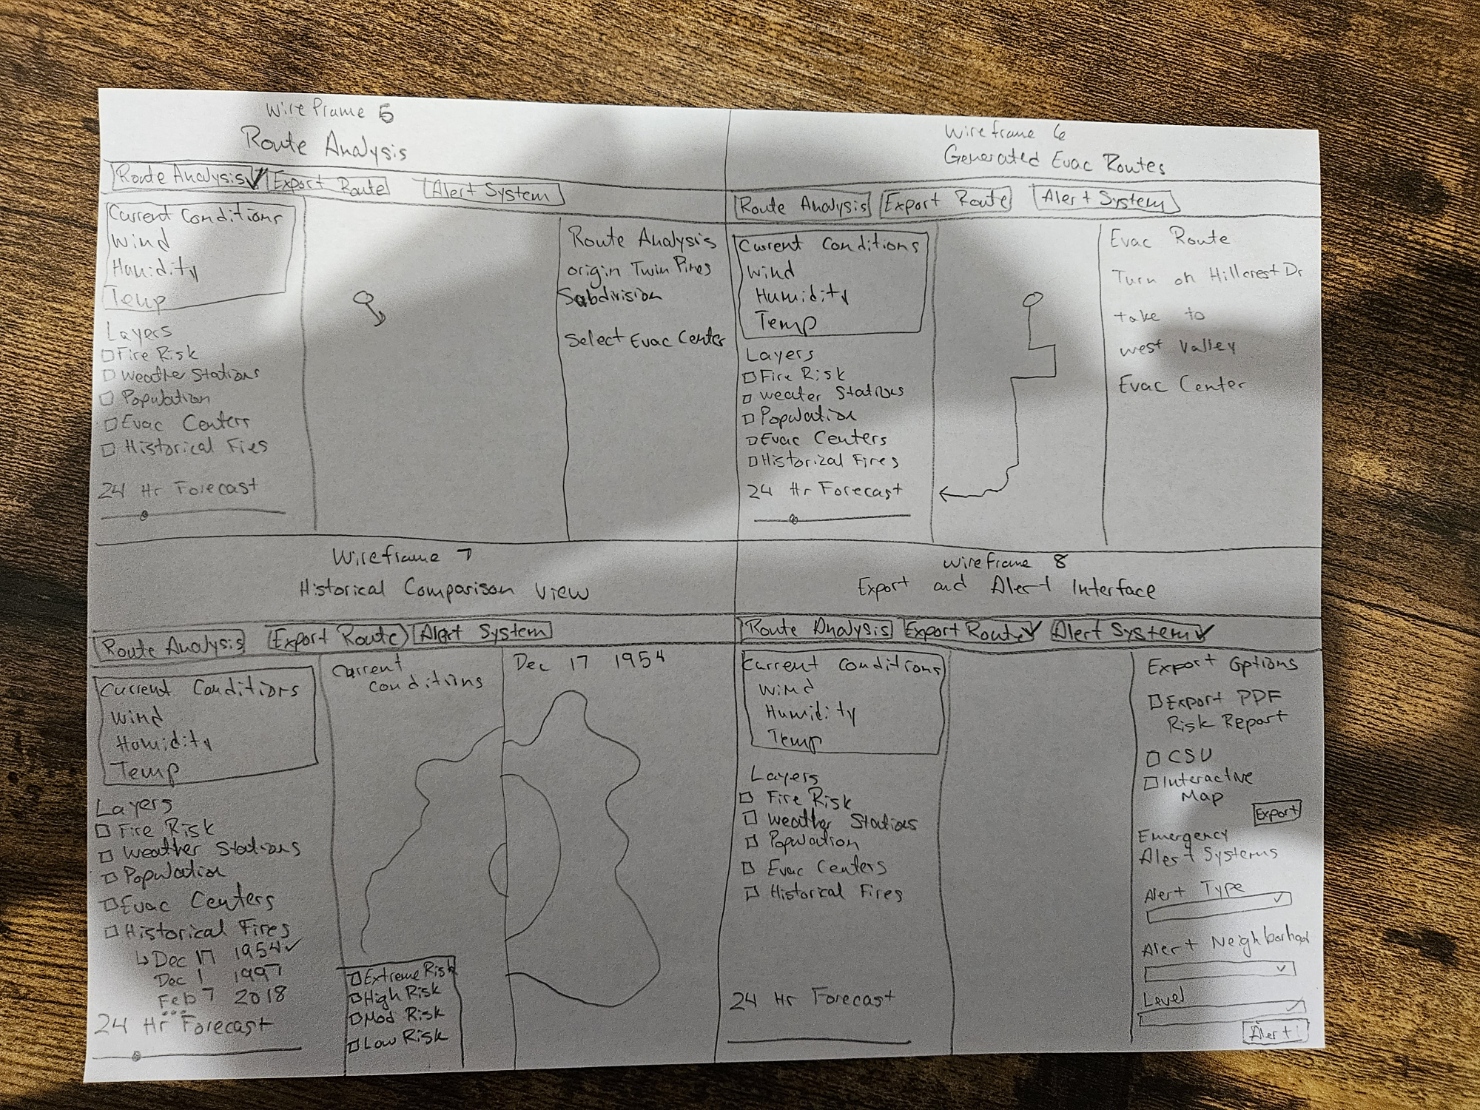 Wireframe 5
Route Analysis
Route Analysis ✓ Export Route Alert System
Current Conditions
Wind
Humidity
Temp
Layers
□ Fire Risk
□ Weather Stations
□ Population
□ Evac Centers
□ Historical Fires
24 Hr Forecast
Route Analysis
origin Twin Pines
Subdivision
Select Evac Center
Wireframe 6
Generated Evac Routes
Route Analysis Export Route Alert System
Current Conditions
Wind
Humidity
Temp
Layers
□ Fire Risk
□ Weater Stations
□ Population
□ Evac Centers
□ Historical Fires
24 Hr Forecast
Evac Route
Turn on Hillcrest Dr
take to
west Valley
Evac Center
Wireframe 7
Historical Comparison View
Route Analysis Export Route Alert System
Current Conditions
Wind
Humidity
Temp
Layers
□ Fire Risk
□ Weather Stations
□ Population
□ Evac Centers
□ Historical Fires
↳ Dec 17 1954 ✓
Dec 1 1997
Feb 7 2018
...
24 Hr Forecast
Current
Conditions
□ Extreme Risk
□ High Risk
□ Mod Risk
□ Low Risk
Dec 17 1954
Wireframe 8
Export and Alert Interface
Route Analysis Export Route ✓ Alert System ✓
Current Conditions
Wind
Humidity
Temp
Layers
□ Fire Risk
□ Weather Stations
□ Population
□ Evac Centers
□ Historical Fires
24 Hr Forecast
Export Options
□ Export PDF
Risk Report
□ CSV
□ Interactive
Map
Export
Emergency
Alert Systems
Alert Type
Alert Neighborhood
Level
Alert